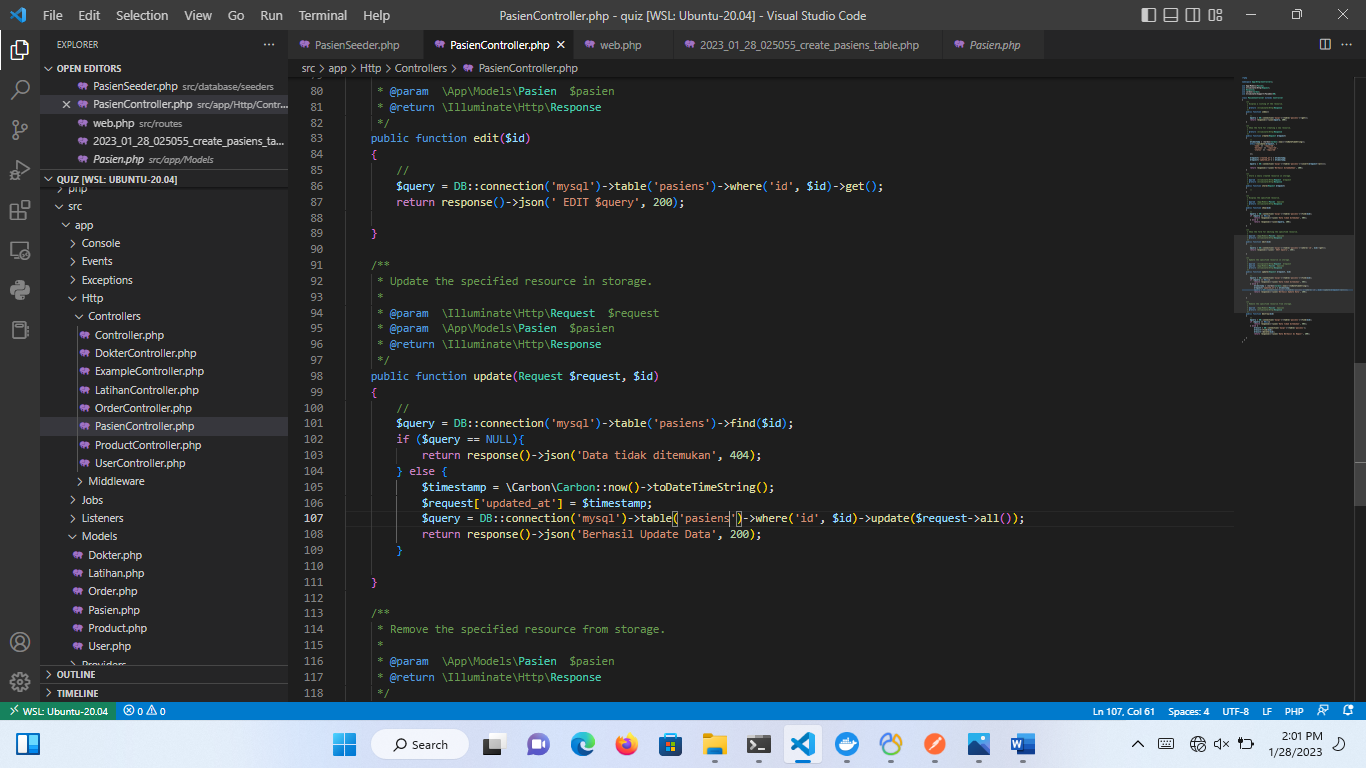 File Edit Selection View Go Run Terminal Help
PasienController.php - quiz [WSL: Ubuntu-20.04] - Visual Studio Code
EXPLORER
OPEN EDITORS
PasienSeeder.php src/database/seeders
PasienController.php src/app/Http/Contr...
web.php src/routes
2023_01_28_025055_create_pasiens_ta...
Pasien.php src/app/Models
QUIZ [WSL: UBUNTU-20.04]
php
src
app
Console
Events
Exceptions
Http
Controllers
Controller.php
DokterController.php
ExampleController.php
LatihanController.php
OrderController.php
PasienController.php
ProductController.php
UserController.php
Middleware
Jobs
Listeners
Models
Dokter.php
Latihan.php
Order.php
Pasien.php
Product.php
User.php
Providers
OUTLINE
TIMELINE
PasienSeeder.php PasienController.php web.php 2023_01_28_025055_create_pasiens_table.php Pasien.php
src > app > Http > Controllers > PasienController.php
80 * @param \App\Models\Pasien $pasien
81 * @return \Illuminate\Http\Response
82 */
83 public function edit($id)
84 {
85 //
86 $query = DB::connection('mysql')->table('pasiens')->where('id', $id)->get();
87 return response()->json(' EDIT $query', 200);
88
89 }
90
91 /**
92 * Update the specified resource in storage.
93 *
94 * @param \Illuminate\Http\Request $request
95 * @param \App\Models\Pasien $pasien
96 * @return \Illuminate\Http\Response
97 */
98 public function update(Request $request, $id)
99 {
100 //
101 $query = DB::connection('mysql')->table('pasiens')->find($id);
102 if ($query == NULL){
103 return response()->json('Data tidak ditemukan', 404);
104 } else {
105 $timestamp = \Carbon\Carbon::now()->toDateTimeString();
106 $request['updated_at'] = $timestamp;
107 $query = DB::connection('mysql')->table('pasiens')->where('id', $id)->update($request->all());
108 return response()->json('Berhasil Update Data', 200);
109 }
110
111 }
112
113 /**
114 * Remove the specified resource from storage.
115 *
116 * @param \App\Models\Pasien $pasien
117 * @return \Illuminate\Http\Response
118 */
WSL: Ubuntu-20.04 0 0 Ln 107, Col 61 Spaces: 4 UTF-8 LF PHP
Search
2:01 PM
1/28/2023